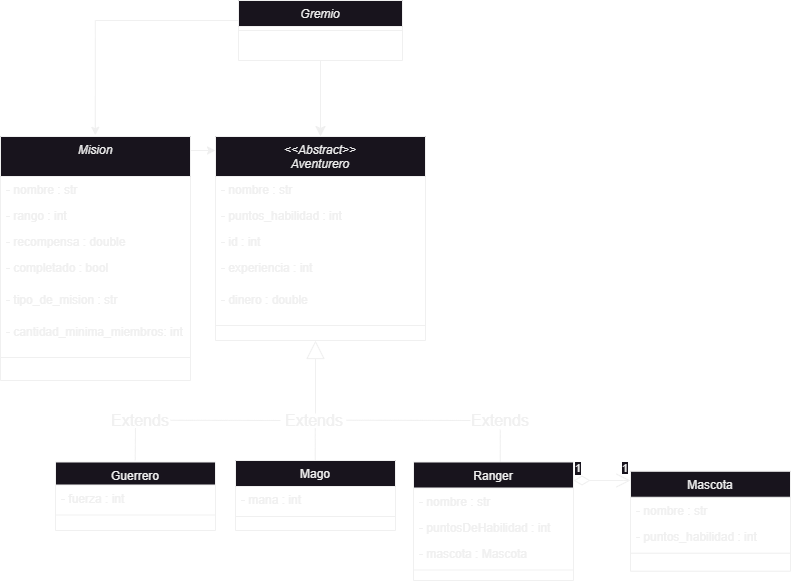 Gremio
Mision
- nombre : str
- rango : int
- recompensa : double
- completado : bool
- tipo_de_mision : str
- cantidad_minima_miembros: int
<<Abstract>>
Aventurero
- nombre : str
- puntos_habilidad : int
- id : int
- experiencia : int
- dinero : double
Extends
Extends
Extends
Guerrero
- fuerza : int
Mago
- mana : int
Ranger
- nombre : str
- puntosDeHabilidad : int
- mascota : Mascota
1
1
Mascota
- nombre : str
- puntos_habilidad : int